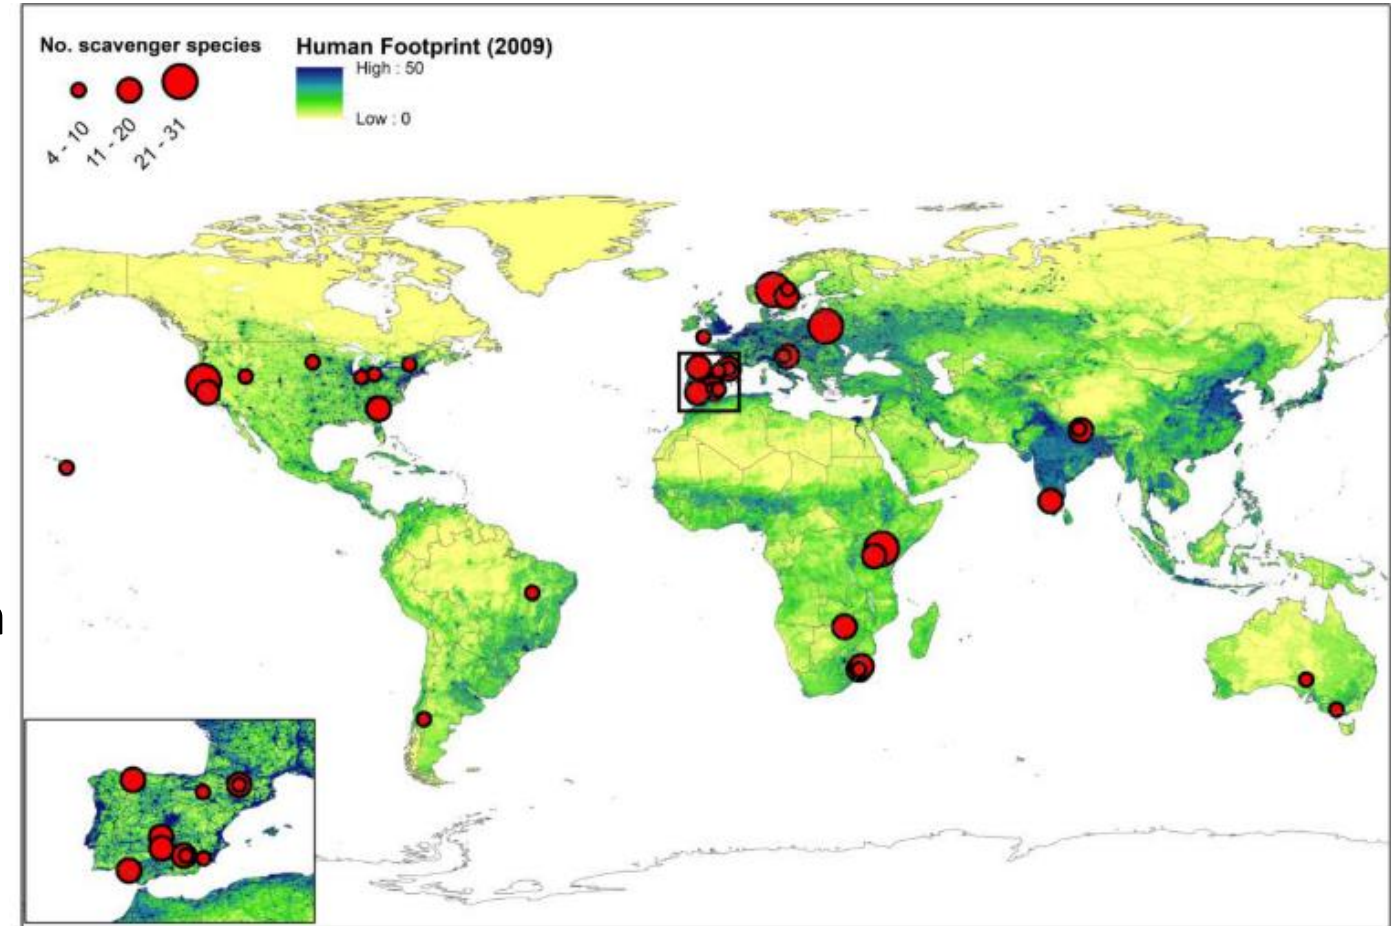 No. scavenger species
4 - 10
11 - 20
21 - 31
Human Footprint (2009)
High : 50
Low : 0
n